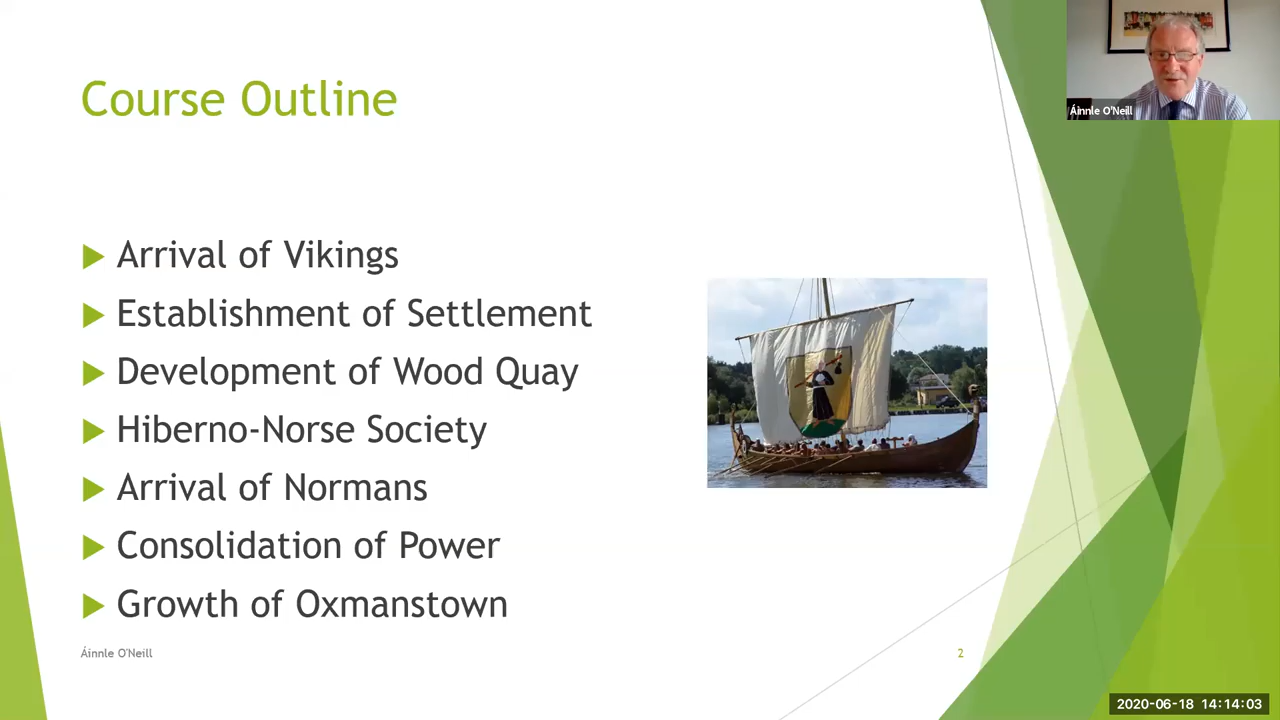 Course Outline
Áinnle O'Neill
Arrival of Vikings
Establishment of Settlement
Development of Wood Quay
Hiberno-Norse Society
Arrival of Normans
Consolidation of Power
Growth of Oxmanstown
Áinnle O'Neill
2
2020-06-18 14:14:03